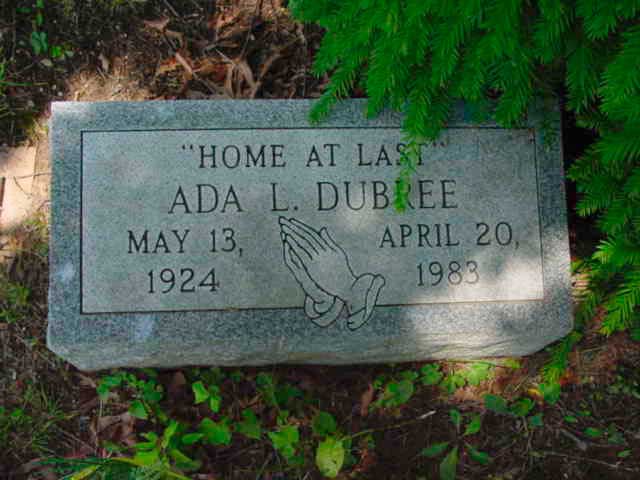 "HOME AT LAST"
ADA L. DUBREE
MAY 13, APRIL 20,
1924 1983